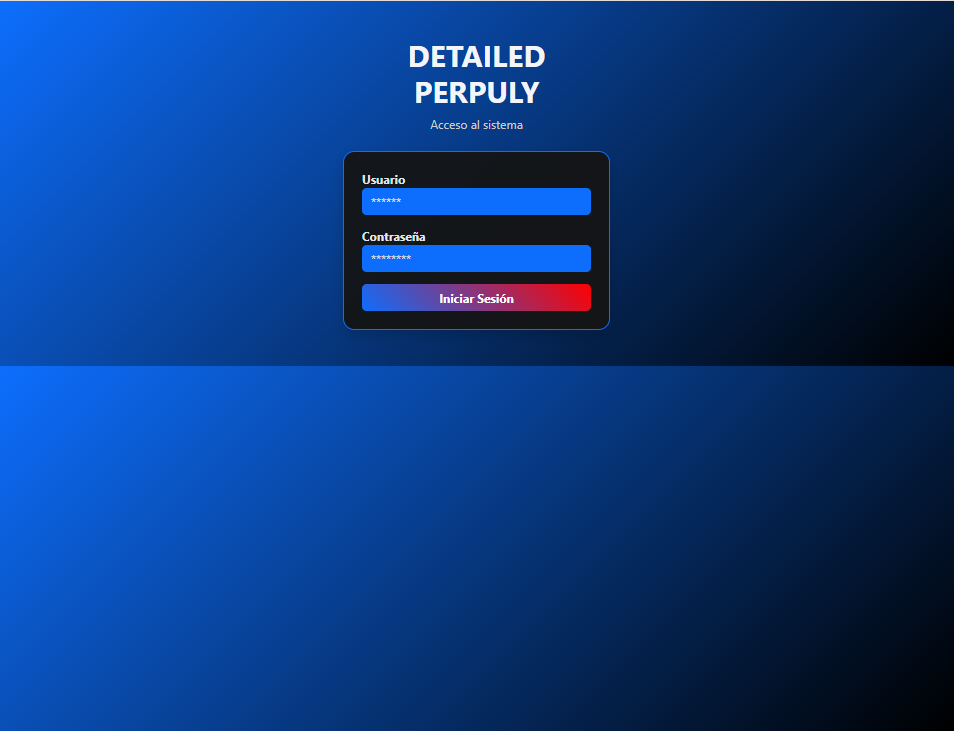 DETAILED
PERPULY
Acceso al sistema
Usuario
******
Contraseña
********
Iniciar Sesión